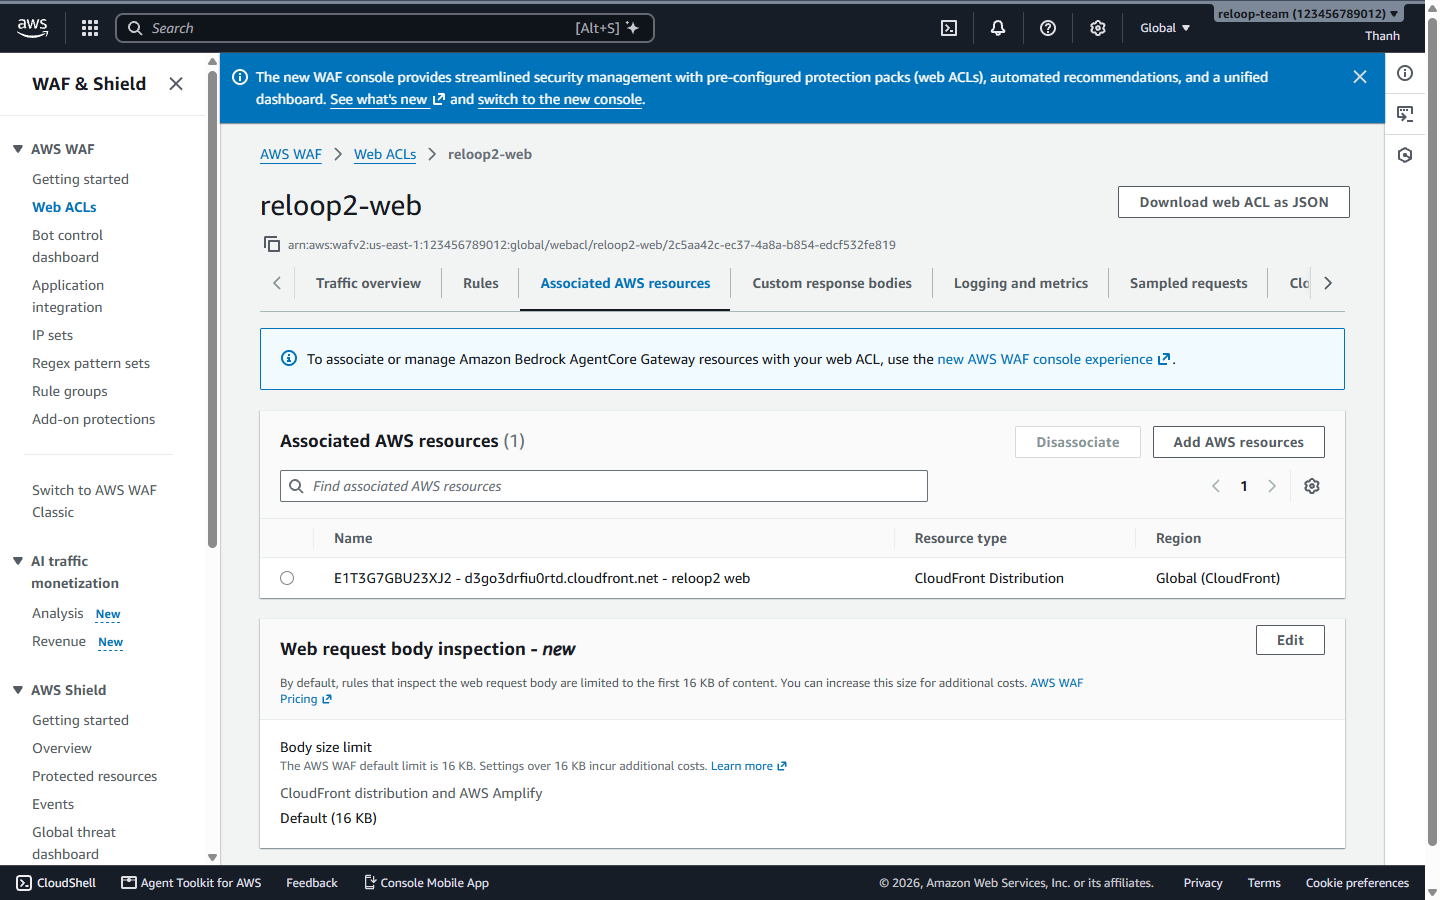 aws
Search
[Alt+S]
Global
reloop-team (123456789012)
Thanh
WAF & Shield
AWS WAF
Getting started
Web ACLs
Bot control
dashboard
Application
integration
IP sets
Regex pattern sets
Rule groups
Add-on protections
Switch to AWS WAF
Classic
AI traffic
monetization
Analysis New
Revenue New
AWS Shield
Getting started
Overview
Protected resources
Events
Global threat
dashboard
The new WAF console provides streamlined security management with pre-configured protection packs (web ACLs), automated recommendations, and a unified
dashboard. See what's new and switch to the new console.
AWS WAF > Web ACLs > reloop2-web
reloop2-web
Download web ACL as JSON
arn:aws:wafv2:us-east-1:123456789012:global/webacl/reloop2-web/2c5aa42c-ec37-4a8a-b854-edcf532fe819
Traffic overview
Rules
Associated AWS resources
Custom response bodies
Logging and metrics
Sampled requests
Clo
To associate or manage Amazon Bedrock AgentCore Gateway resources with your web ACL, use the new AWS WAF console experience.
Associated AWS resources (1)
Disassociate
Add AWS resources
Find associated AWS resources
1
Name Resource type Region
E1T3G7GBU23XJ2 - d3go3drfiu0rtd.cloudfront.net - reloop2 web CloudFront Distribution Global (CloudFront)
Web request body inspection - new
Edit
By default, rules that inspect the web request body are limited to the first 16 KB of content. You can increase this size for additional costs. AWS WAF
Pricing
Body size limit
The AWS WAF default limit is 16 KB. Settings over 16 KB incur additional costs. Learn more
CloudFront distribution and AWS Amplify
Default (16 KB)
CloudShell
Agent Toolkit for AWS
Feedback
Console Mobile App
© 2026, Amazon Web Services, Inc. or its affiliates.
Privacy
Terms
Cookie preferences